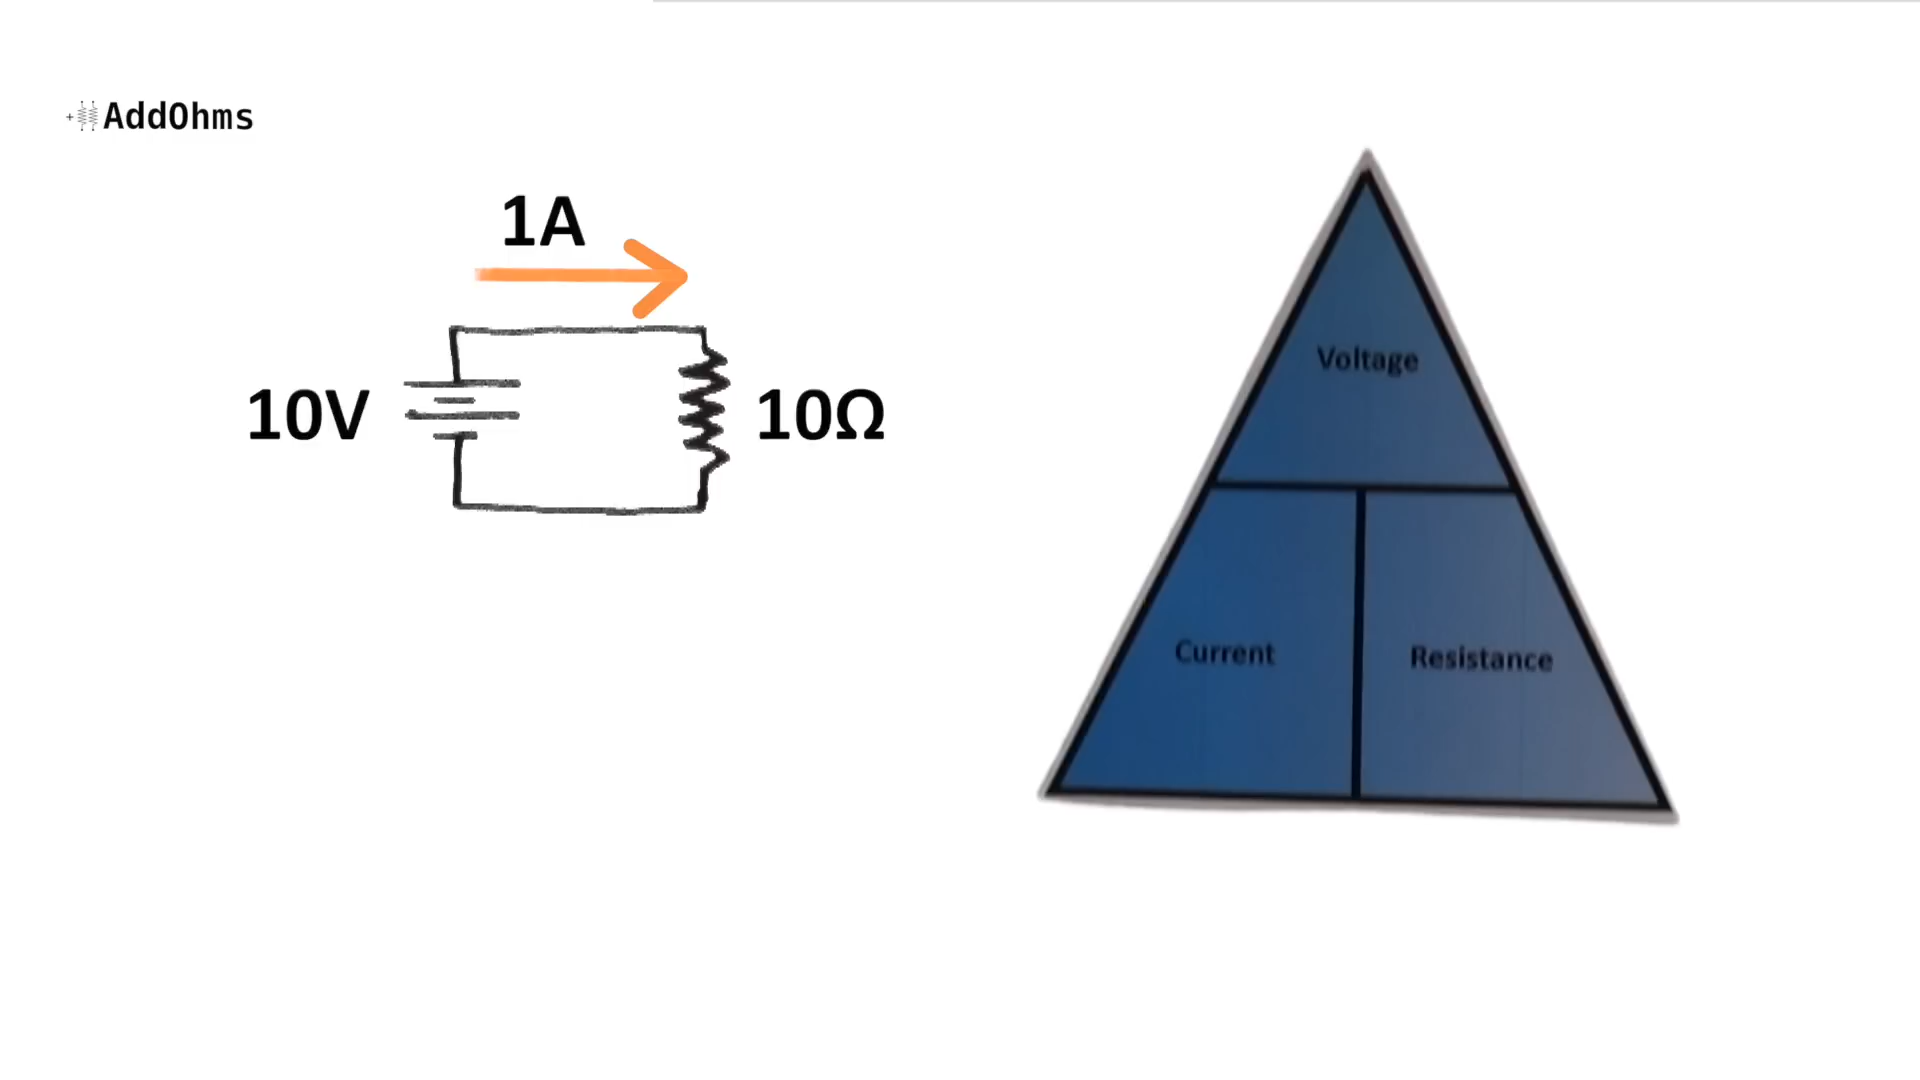 AddOhms
1A
10V
10Ω
Voltage
Current
Resistance